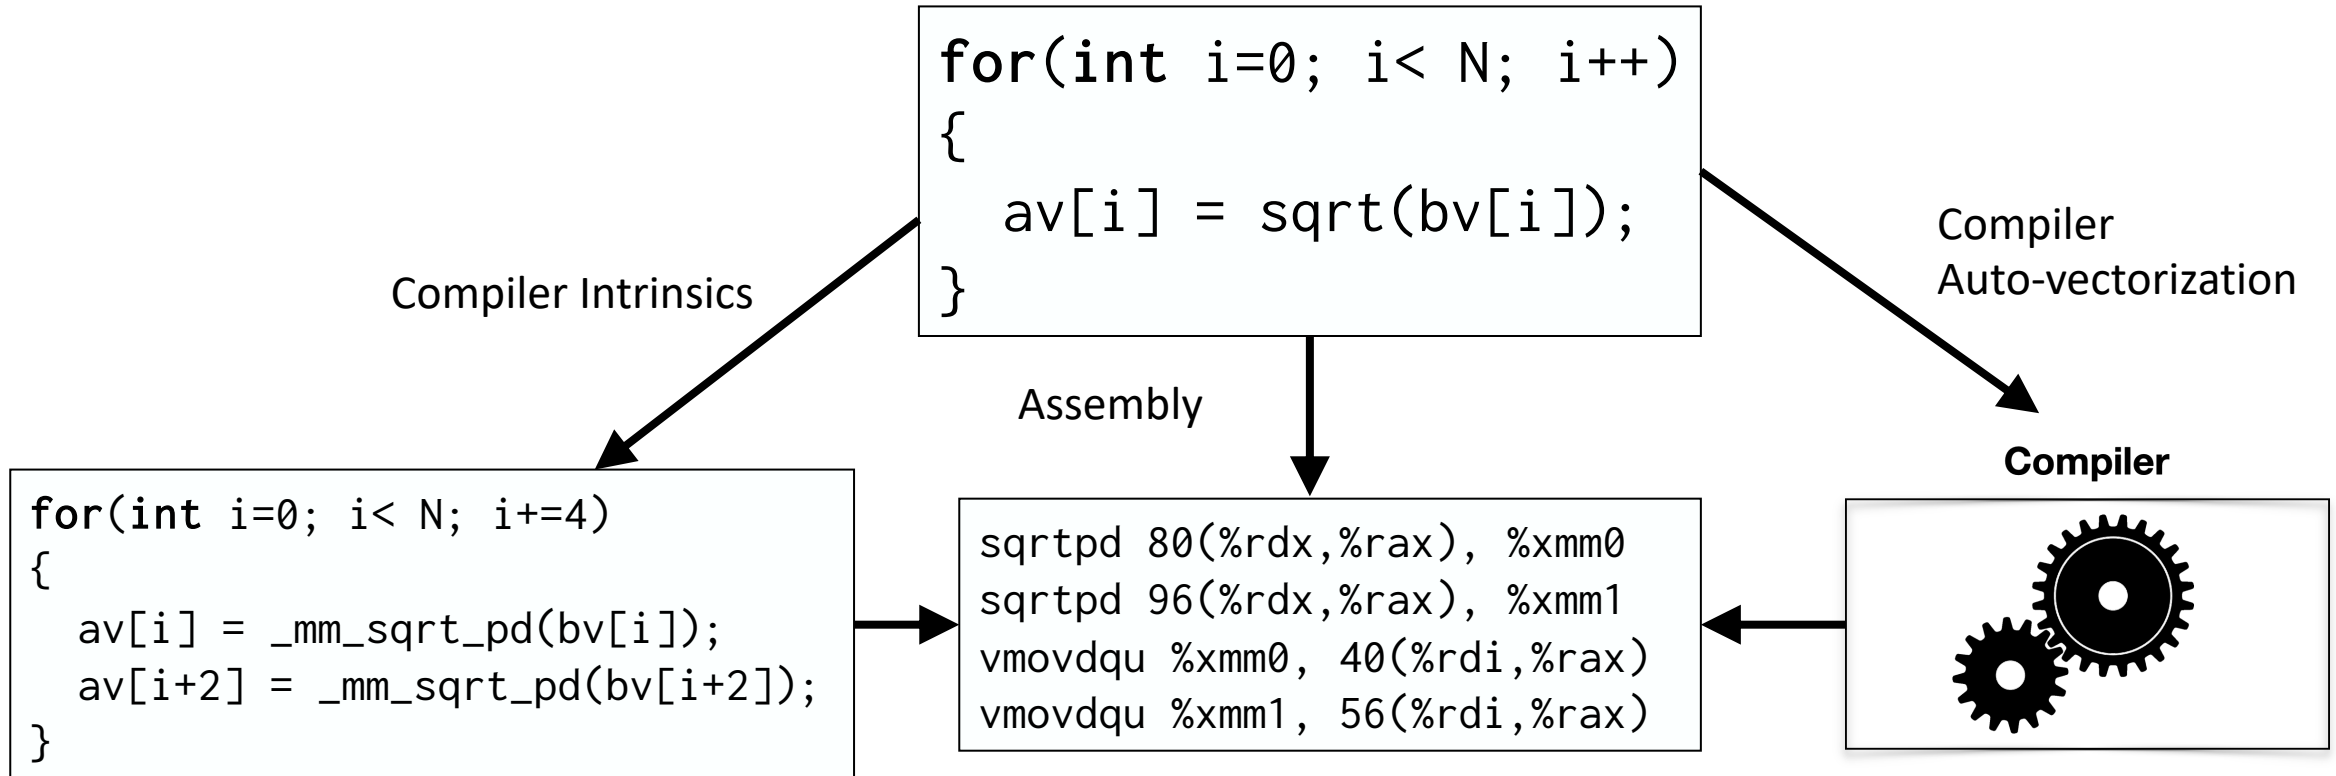 for(int i=0; i< N; i++)
{
av[i] = sqrt(bv[i]);
}
Compiler Intrinsics
Assembly
Compiler
Auto-vectorization
for(int i=0; i< N; i+=4)
{
av[i] = _mm_sqrt_pd(bv[i]);
av[i+2] = _mm_sqrt_pd(bv[i+2]);
}
sqrtpd 80(%rdx,%rax), %xmm0
sqrtpd 96(%rdx,%rax), %xmm1
vmovdqu %xmm0, 40(%rdi,%rax)
vmovdqu %xmm1, 56(%rdi,%rax)
Compiler